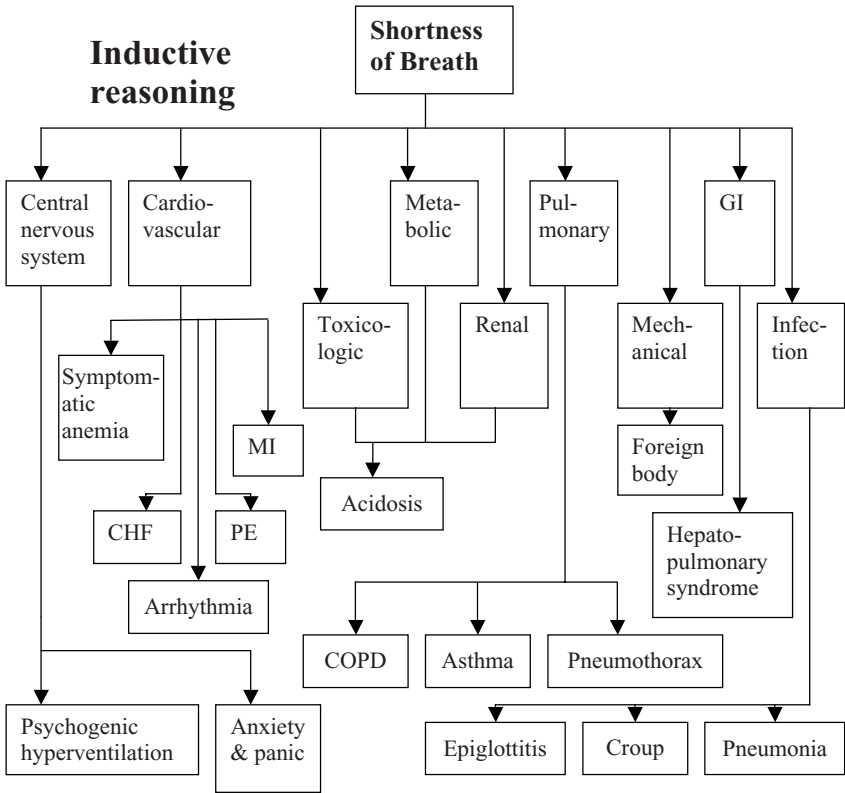 Inductive
reasoning
Shortness
of Breath
Central
nervous
system
Cardio-
vascular
Meta-
bolic
Pul-
monary
GI
Toxico-
logic
Renal
Mech-
anical
Infec-
tion
Symptom-
atic
anemia
MI
Foreign
body
Acidosis
CHF
PE
Hepato-
pulmonary
syndrome
Arrhythmia
COPD
Asthma
Pneumothorax
Psychogenic
hyperventilation
Anxiety
& panic
Epiglottitis
Croup
Pneumonia